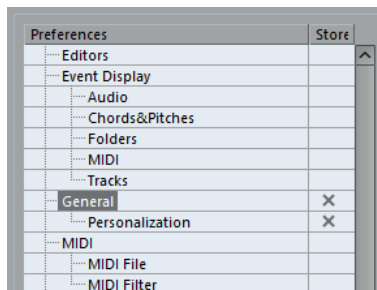 Preferences Store
Editors
Event Display
Audio
Chords&Pitches
Folders
MIDI
Tracks
General
Personalization
MIDI
MIDI File
MIDI Filter